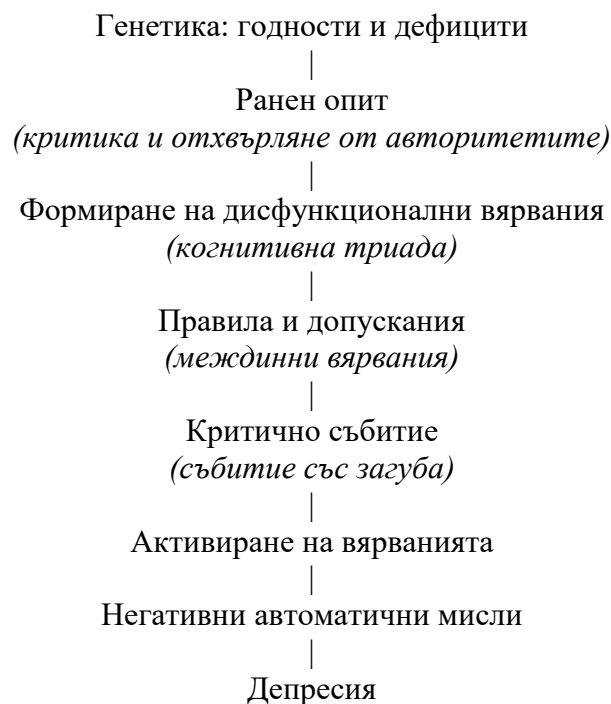 Генетика: годности и дефицити
|
Ранен опит
(критика и отхвърляне от авторитетите)
|
Формиране на дисфункционални вярвания
(когнитивна триада)
|
Правила и допускания
(междинни вярвания)
|
Критично събитие
(събитие със загуба)
|
Активиране на вярванията
|
Негативни автоматични мисли
|
Депресия